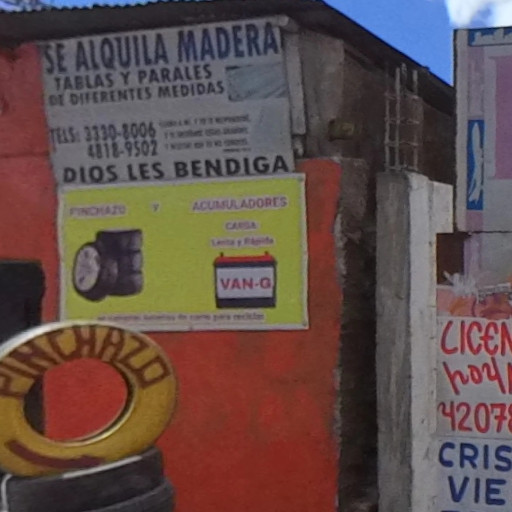 SE ALQUILA MADERA
TABLAS Y PARALES
DE DIFERENTES MEDIDAS
TELS: 3330-8006
4818-9502
DIOS LES BENDIGA
PINCHAZO Y ACUMULADORES
CARGA
Lenta y Rápida
VAN-G
PINCHAZO
LICEN
hoy
42078
CRIS
VIE